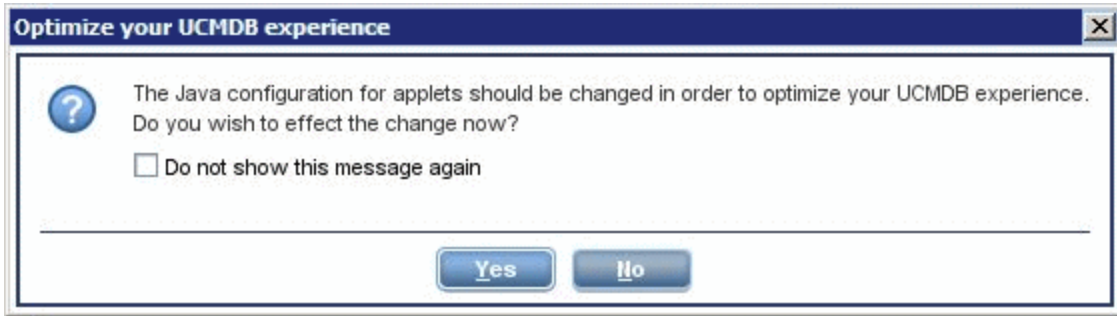 Optimize your UCMDB experience
The Java configuration for applets should be changed in order to optimize your UCMDB experience.
Do you wish to effect the change now?
Do not show this message again
Yes No